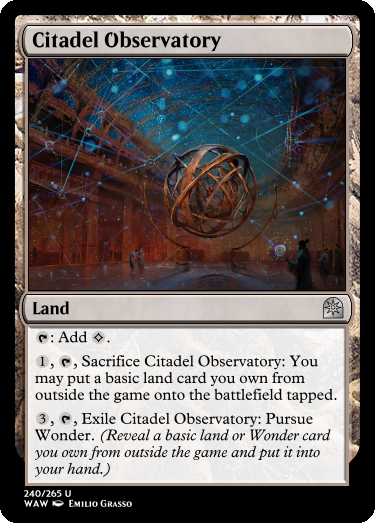 Citadel Observatory
Land
: Add .
1, , Sacrifice Citadel Observatory: You
may put a basic land card you own from
outside the game onto the battlefield tapped.
3, , Exile Citadel Observatory: Pursue
Wonder. (Reveal a basic land or Wonder card
you own from outside the game and put it into
your hand.)
240/265 U
WAW Emilio Grasso